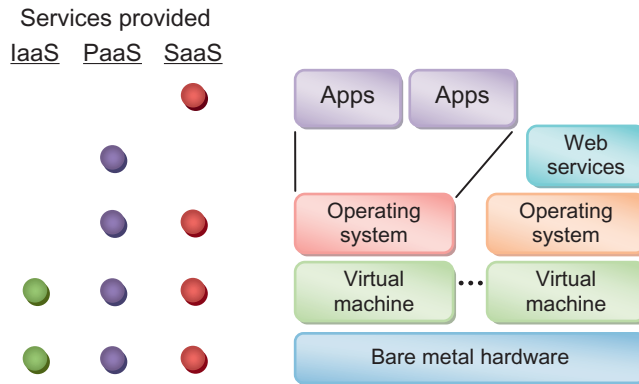 Services provided
IaaS PaaS SaaS
Apps Apps
Web
services
Operating
system
Operating
system
Virtual
machine
...
Virtual
machine
Bare metal hardware